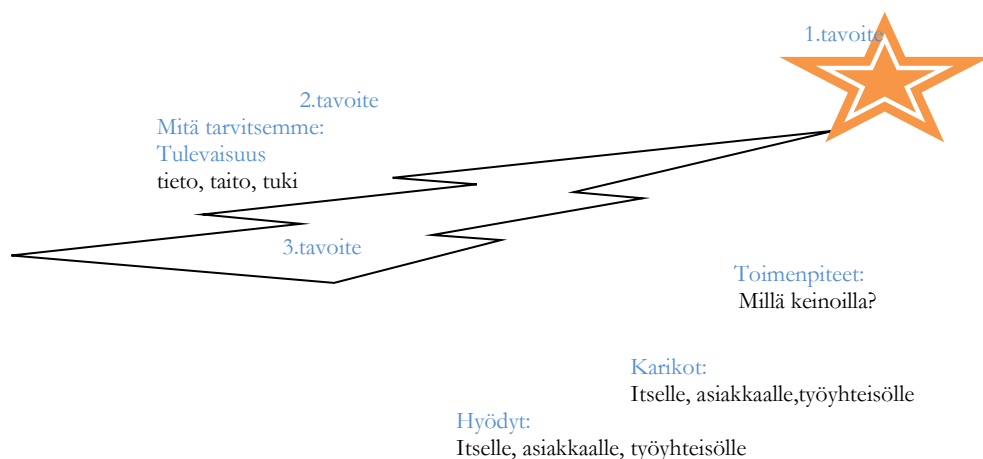 1.tavoite
2.tavoite
Mitä tarvitsemme:
Tulevaisuus
tieto, taito, tuki
3.tavoite
Toimenpiteet:
Millä keinoilla?
Karikot:
Itselle, asiakkaalle,työyhteisölle
Hyödyt:
Itselle, asiakkaalle, työyhteisölle